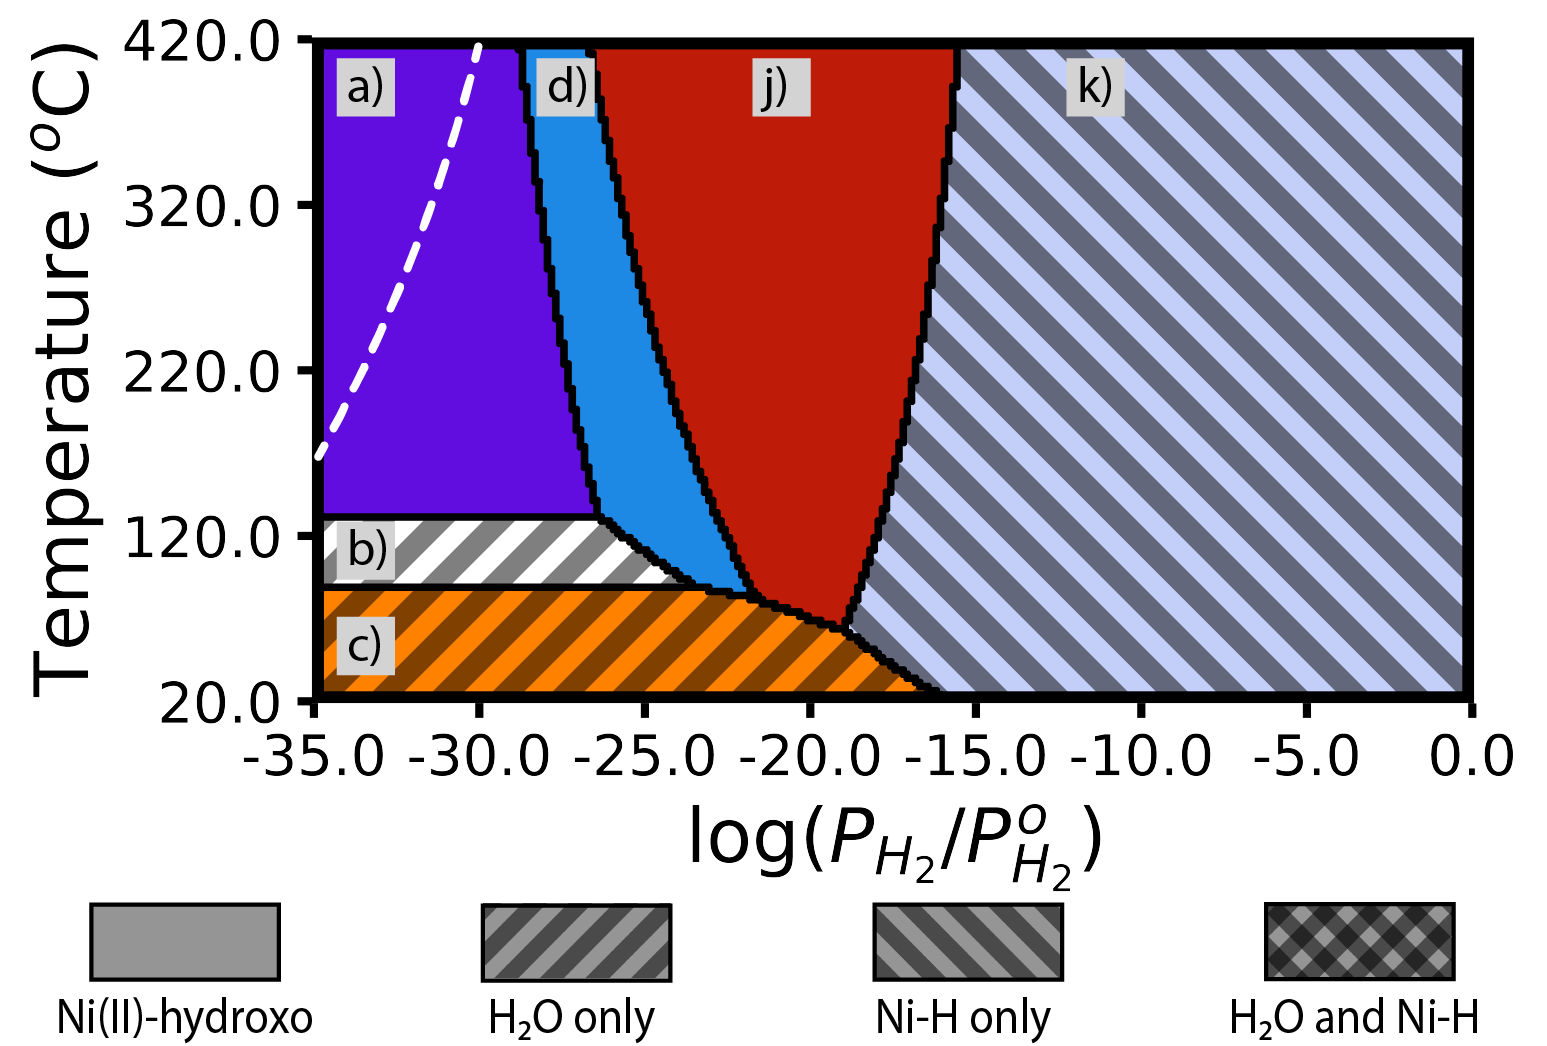 420.0
320.0
220.0
120.0
20.0
Temperature (°C)
a)
d)
j)
k)
b)
c)
-35.0 -30.0 -25.0 -20.0 -15.0 -10.0 -5.0 0.0
log(P_{H_2}/P^o_{H_2})
Ni(II)-hydroxo H₂O only Ni-H only H₂O and Ni-H